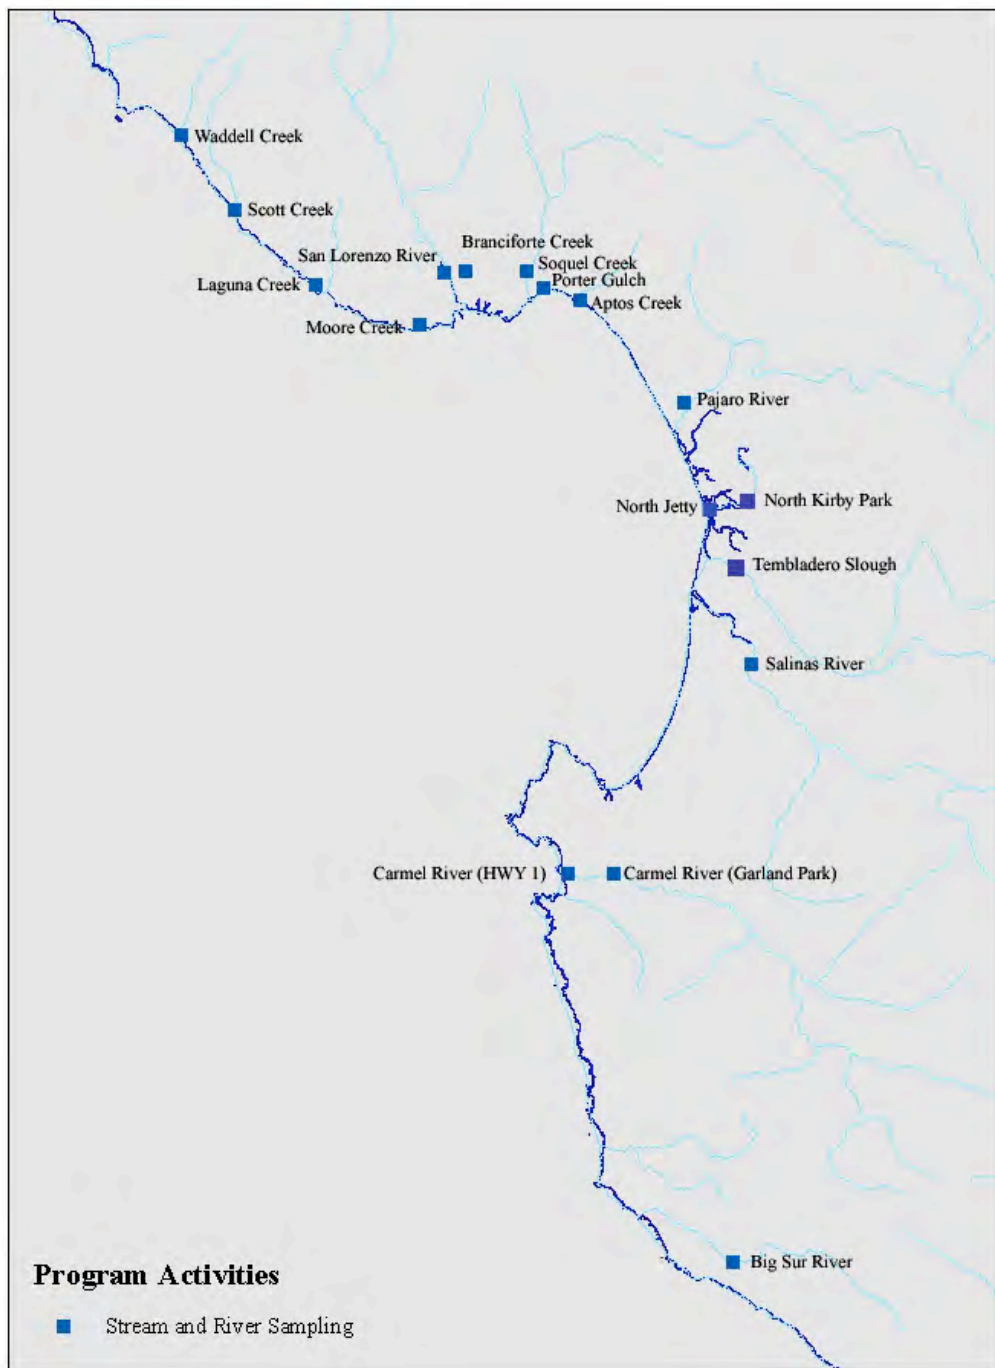 Waddell Creek
Scott Creek
Branciforte Creek
San Lorenzo River
Soquel Creek
Laguna Creek
Porter Gulch
Aptos Creek
Moore Creek
Pajaro River
North Kirby Park
North Jetty
Tembladero Slough
Salinas River
Carmel River (HWY 1)
Carmel River (Garland Park)
Big Sur River
Program Activities
Stream and River Sampling